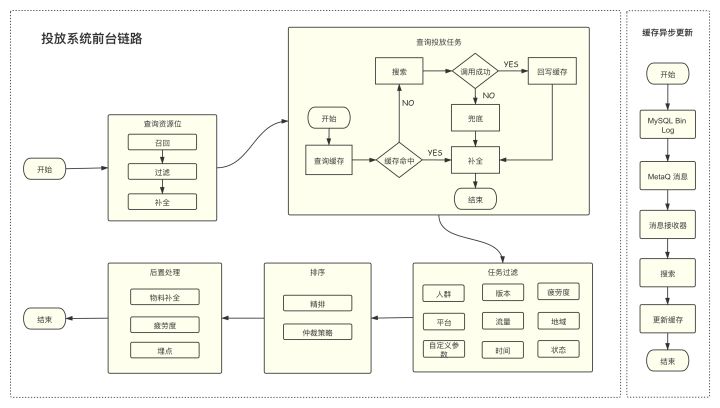 投放系统前台链路
开始
查询资源位
召回
过滤
补全
查询投放任务
开始
查询缓存
缓存命中
NO
YES
搜索
调用成功
YES
NO
回写缓存
兜底
补全
结束
任务过滤
人群
版本
疲劳度
平台
流量
地域
自定义参
数
时间
状态
排序
精排
仲裁策略
后置处理
物料补全
疲劳度
埋点
结束
缓存异步更新
开始
MySQL Bin
Log
MetaQ 消息
消息接收器
搜索
更新缓存
结束